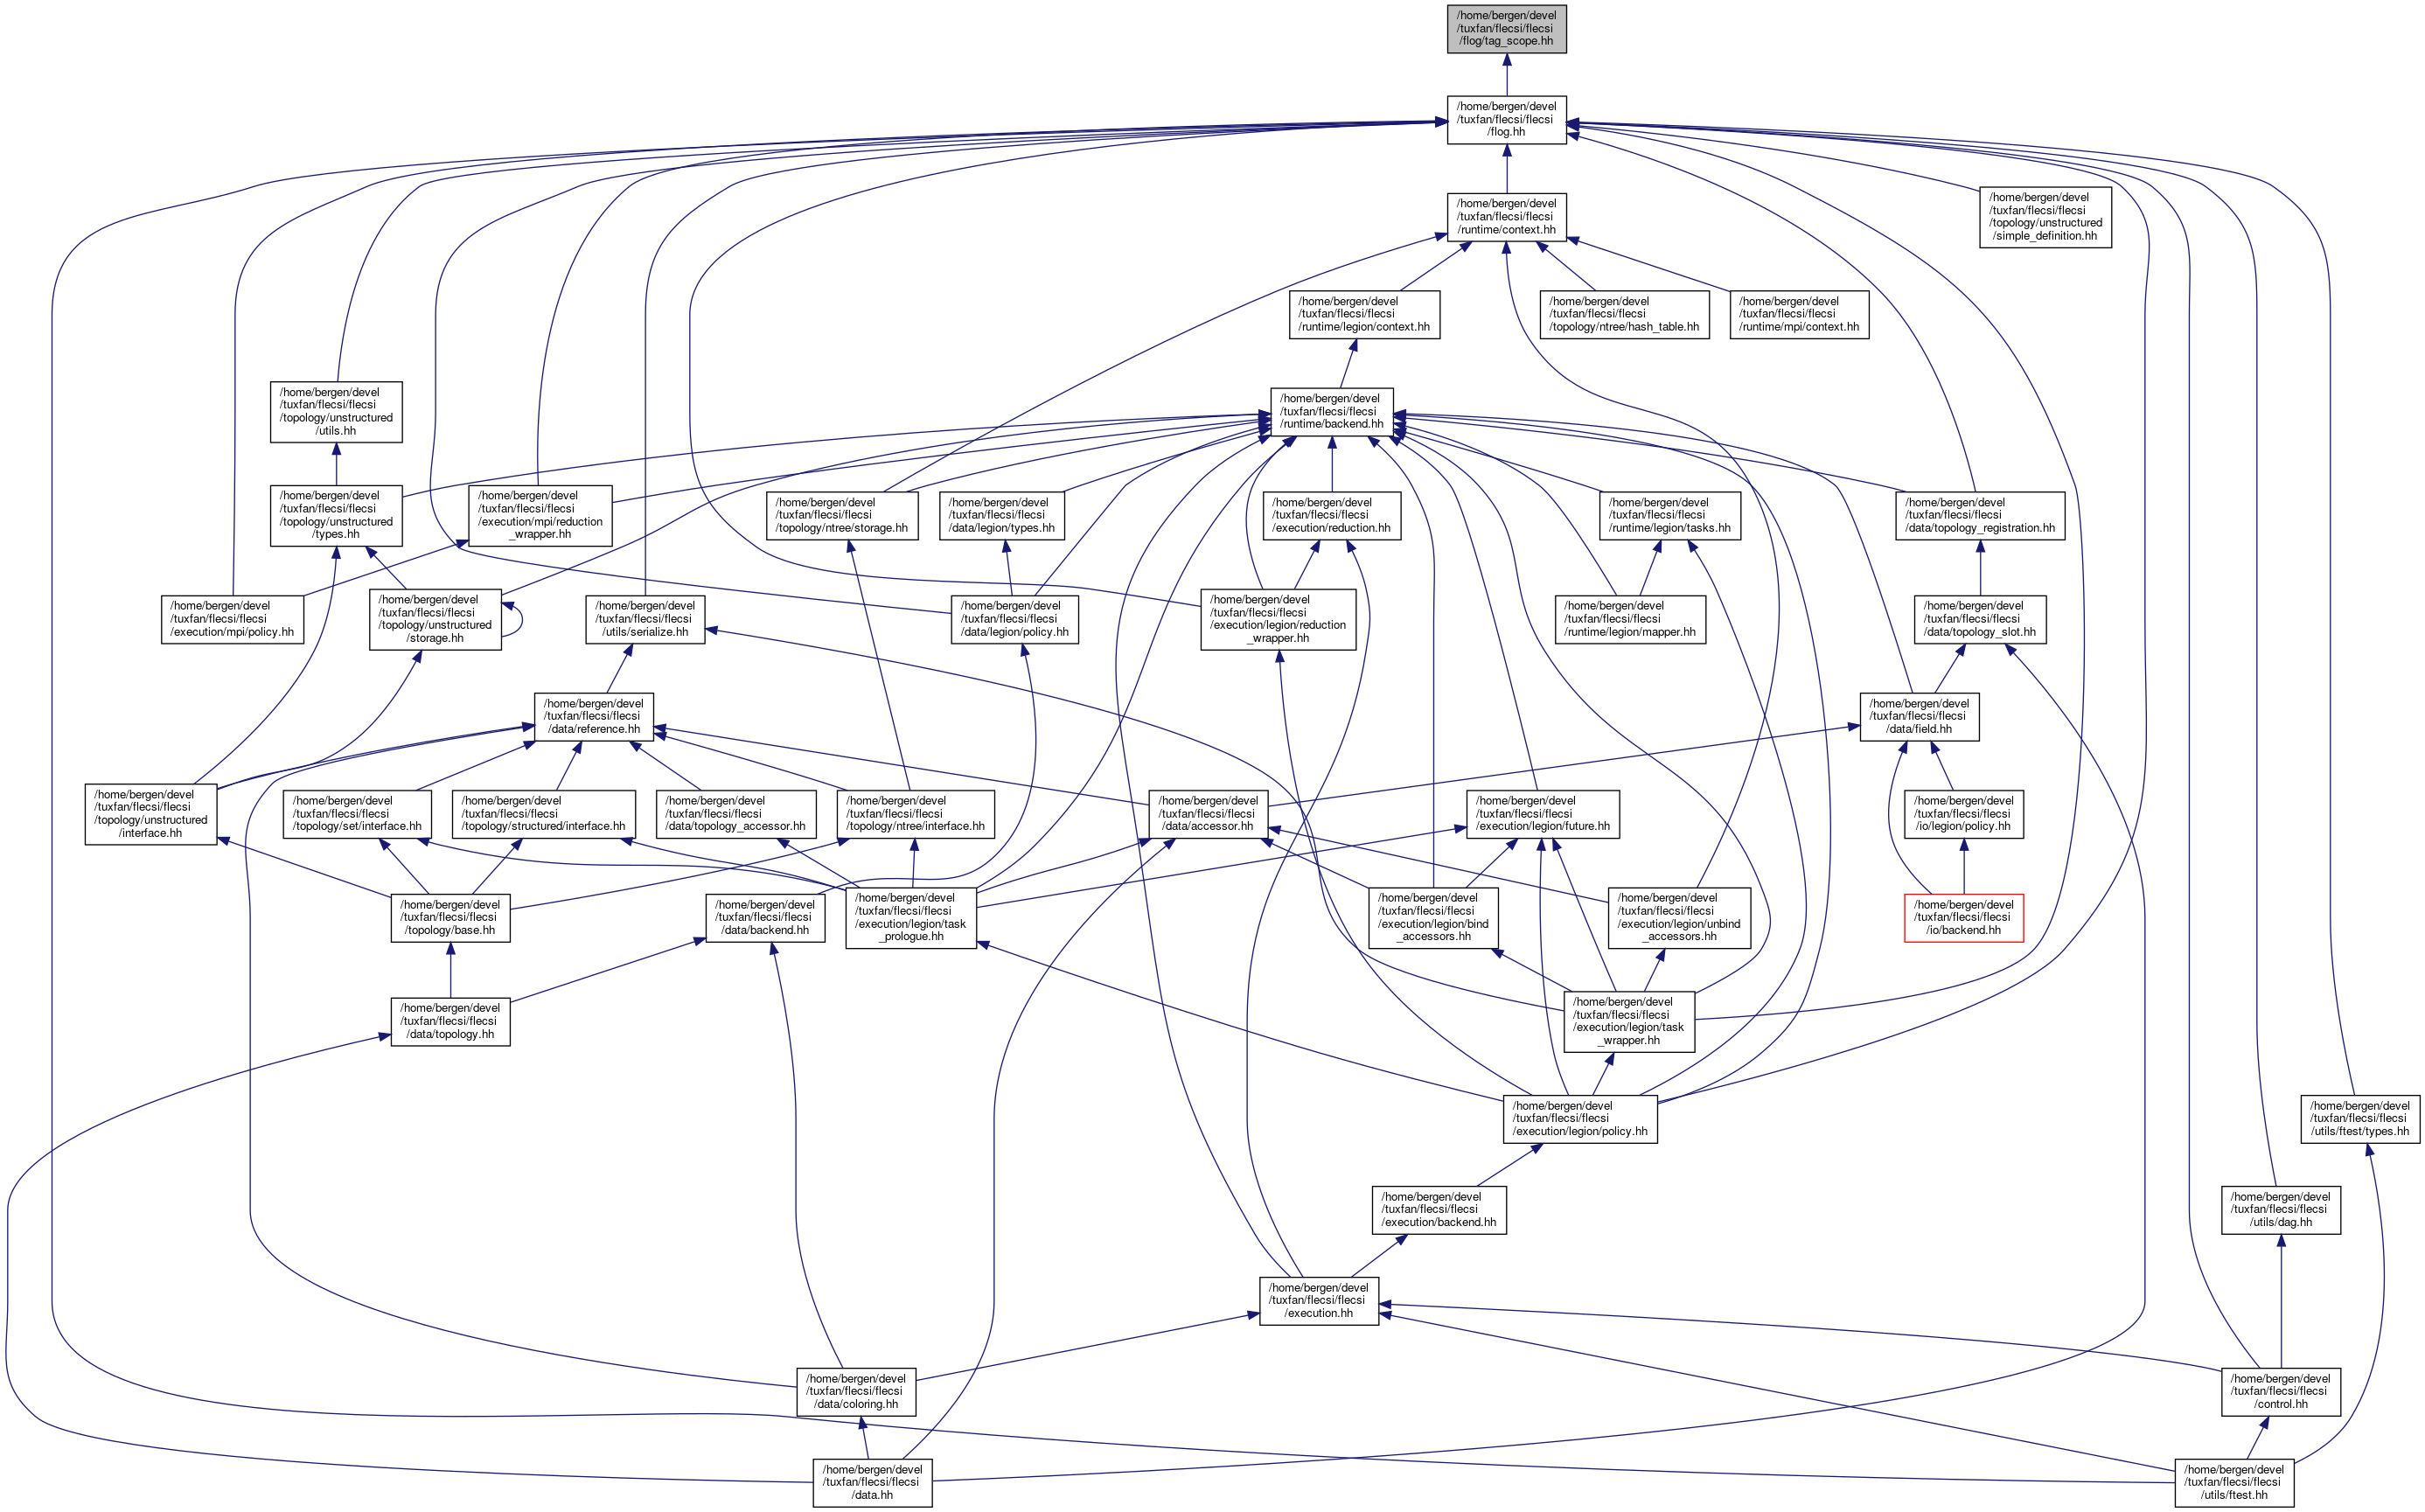 /home/bergen/devel
/tuxfan/flecsi/flecsi
/flog/tag_scope.hh
/home/bergen/devel
/tuxfan/flecsi/flecsi
/flog.hh
/home/bergen/devel
/tuxfan/flecsi/flecsi
/topology/unstructured
/simple_definition.hh
/home/bergen/devel
/tuxfan/flecsi/flecsi
/runtime/context.hh
/home/bergen/devel
/tuxfan/flecsi/flecsi
/runtime/legion/context.hh
/home/bergen/devel
/tuxfan/flecsi/flecsi
/topology/ntree/hash_table.hh
/home/bergen/devel
/tuxfan/flecsi/flecsi
/runtime/mpi/context.hh
/home/bergen/devel
/tuxfan/flecsi/flecsi
/topology/unstructured
/utils.hh
/home/bergen/devel
/tuxfan/flecsi/flecsi
/runtime/backend.hh
/home/bergen/devel
/tuxfan/flecsi/flecsi
/topology/unstructured
/types.hh
/home/bergen/devel
/tuxfan/flecsi/flecsi
/execution/mpi/reduction
_wrapper.hh
/home/bergen/devel
/tuxfan/flecsi/flecsi
/topology/ntree/storage.hh
/home/bergen/devel
/tuxfan/flecsi/flecsi
/data/legion/types.hh
/home/bergen/devel
/tuxfan/flecsi/flecsi
/execution/reduction.hh
/home/bergen/devel
/tuxfan/flecsi/flecsi
/runtime/legion/tasks.hh
/home/bergen/devel
/tuxfan/flecsi/flecsi
/data/topology_registration.hh
/home/bergen/devel
/tuxfan/flecsi/flecsi
/execution/mpi/policy.hh
/home/bergen/devel
/tuxfan/flecsi/flecsi
/topology/unstructured
/storage.hh
/home/bergen/devel
/tuxfan/flecsi/flecsi
/utils/serialize.hh
/home/bergen/devel
/tuxfan/flecsi/flecsi
/data/legion/policy.hh
/home/bergen/devel
/tuxfan/flecsi/flecsi
/execution/legion/reduction
_wrapper.hh
/home/bergen/devel
/tuxfan/flecsi/flecsi
/runtime/legion/mapper.hh
/home/bergen/devel
/tuxfan/flecsi/flecsi
/data/topology_slot.hh
/home/bergen/devel
/tuxfan/flecsi/flecsi
/data/reference.hh
/home/bergen/devel
/tuxfan/flecsi/flecsi
/data/field.hh
/home/bergen/devel
/tuxfan/flecsi/flecsi
/topology/unstructured
/interface.hh
/home/bergen/devel
/tuxfan/flecsi/flecsi
/topology/set/interface.hh
/home/bergen/devel
/tuxfan/flecsi/flecsi
/topology/structured/interface.hh
/home/bergen/devel
/tuxfan/flecsi/flecsi
/data/topology_accessor.hh
/home/bergen/devel
/tuxfan/flecsi/flecsi
/topology/ntree/interface.hh
/home/bergen/devel
/tuxfan/flecsi/flecsi
/data/accessor.hh
/home/bergen/devel
/tuxfan/flecsi/flecsi
/execution/legion/future.hh
/home/bergen/devel
/tuxfan/flecsi/flecsi
/io/legion/policy.hh
/home/bergen/devel
/tuxfan/flecsi/flecsi
/topology/base.hh
/home/bergen/devel
/tuxfan/flecsi/flecsi
/data/backend.hh
/home/bergen/devel
/tuxfan/flecsi/flecsi
/execution/legion/task
_prologue.hh
/home/bergen/devel
/tuxfan/flecsi/flecsi
/execution/legion/bind
_accessors.hh
/home/bergen/devel
/tuxfan/flecsi/flecsi
/execution/legion/unbind
_accessors.hh
/home/bergen/devel
/tuxfan/flecsi/flecsi
/io/backend.hh
/home/bergen/devel
/tuxfan/flecsi/flecsi
/data/topology.hh
/home/bergen/devel
/tuxfan/flecsi/flecsi
/execution/legion/task
_wrapper.hh
/home/bergen/devel
/tuxfan/flecsi/flecsi
/execution/legion/policy.hh
/home/bergen/devel
/tuxfan/flecsi/flecsi
/utils/ftest/types.hh
/home/bergen/devel
/tuxfan/flecsi/flecsi
/execution/backend.hh
/home/bergen/devel
/tuxfan/flecsi/flecsi
/utils/dag.hh
/home/bergen/devel
/tuxfan/flecsi/flecsi
/execution.hh
/home/bergen/devel
/tuxfan/flecsi/flecsi
/data/coloring.hh
/home/bergen/devel
/tuxfan/flecsi/flecsi
/control.hh
/home/bergen/devel
/tuxfan/flecsi/flecsi
/data.hh
/home/bergen/devel
/tuxfan/flecsi/flecsi
/utils/ftest.hh